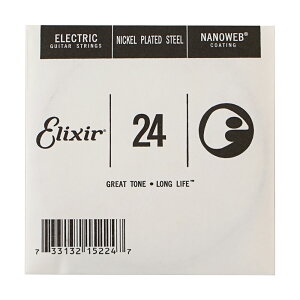 ELECTRIC
GUITAR STRINGS
NICKEL PLATED STEEL
NANOWEB®
COATING
Elixir®
24
GREAT TONE • LONG LIFE™
7 33132 15224 7